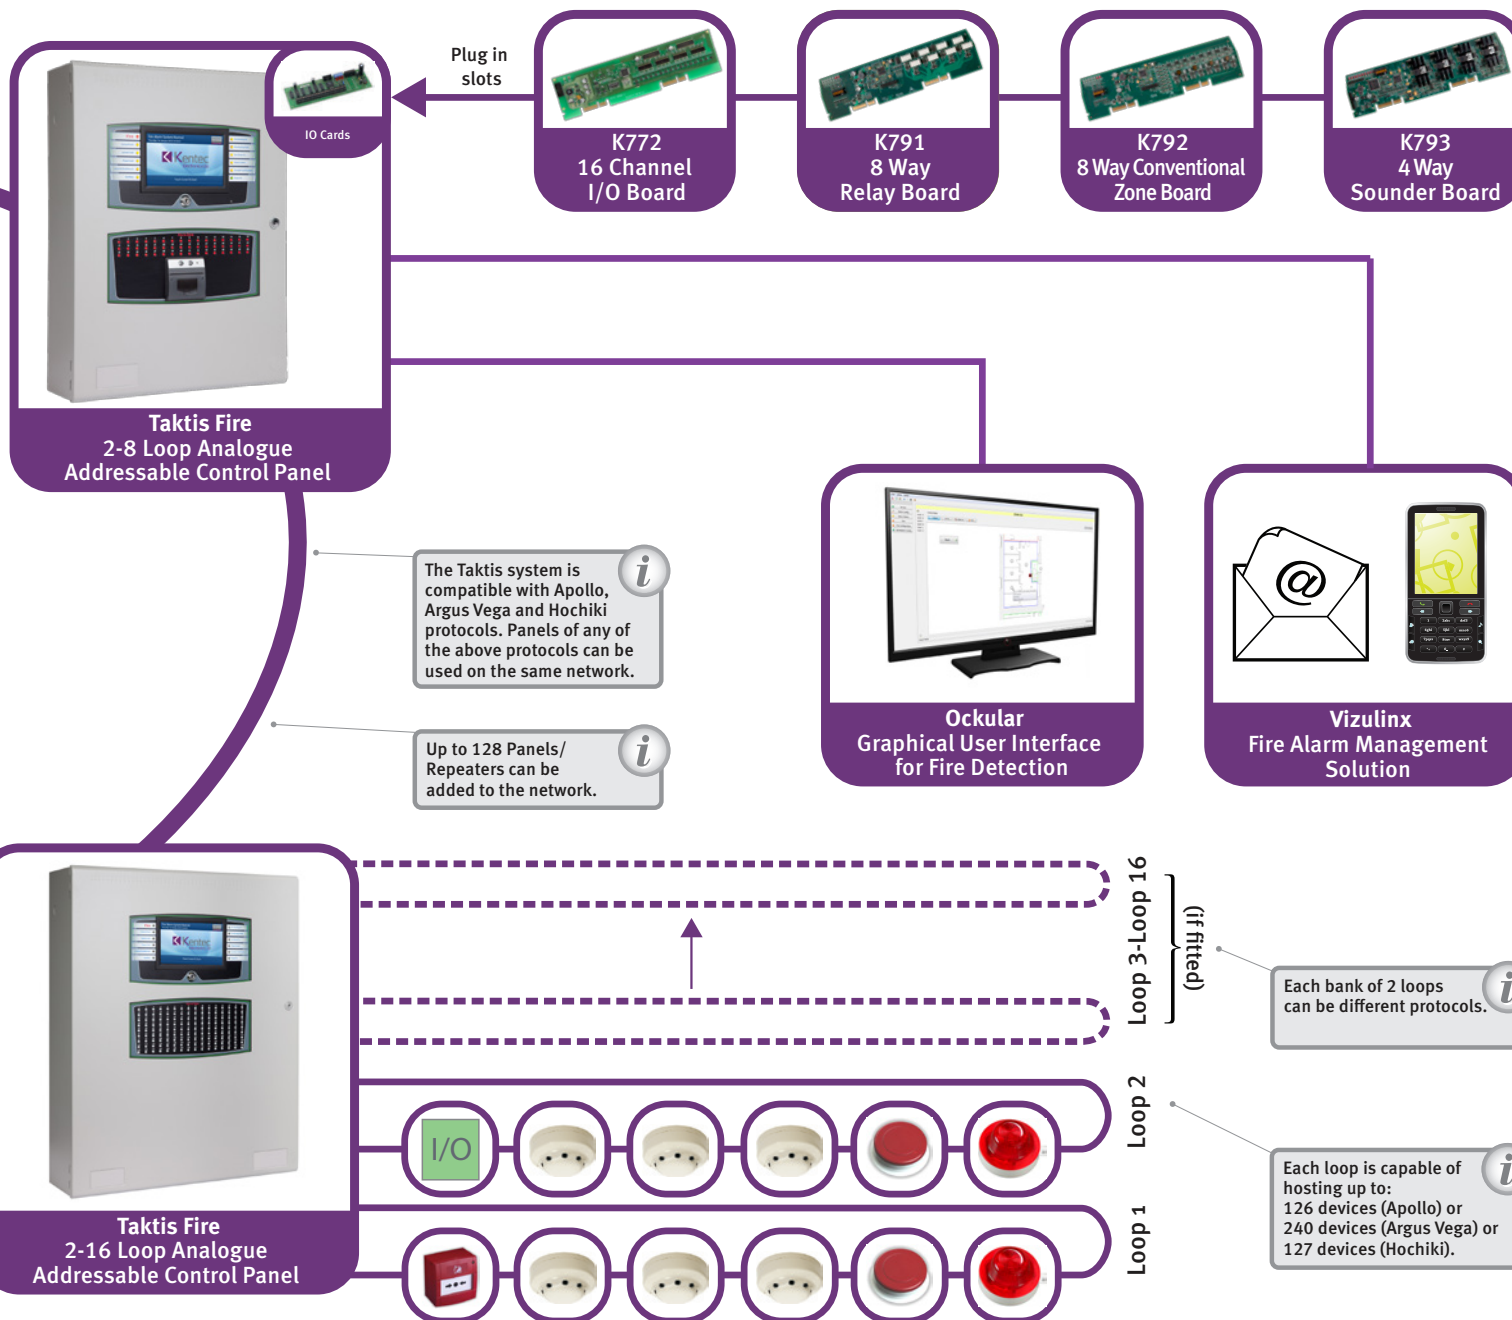 Plug in
slots
IO Cards
K772
16 Channel
I/O Board
K791
8 Way
Relay Board
K792
8 Way Conventional
Zone Board
K793
4 Way
Sounder Board
Kentec
Taktis Fire
2-8 Loop Analogue
Addressable Control Panel
The Taktis system is
compatible with Apollo,
Argus Vega and Hochiki
protocols. Panels of any of
the above protocols can be
used on the same network.
i
Up to 128 Panels/
Repeaters can be
added to the network.
i
Ockular
Graphical User Interface
for Fire Detection
@
Vizulinx
Fire Alarm Management
Solution
Kentec
Taktis Fire
2-16 Loop Analogue
Addressable Control Panel
Loop 3-Loop 16
(if fitted)
Each bank of 2 loops
can be different protocols.
i
Loop 2
I/O
Each loop is capable of
hosting up to:
126 devices (Apollo) or
240 devices (Argus Vega) or
127 devices (Hochiki).
i
Loop 1